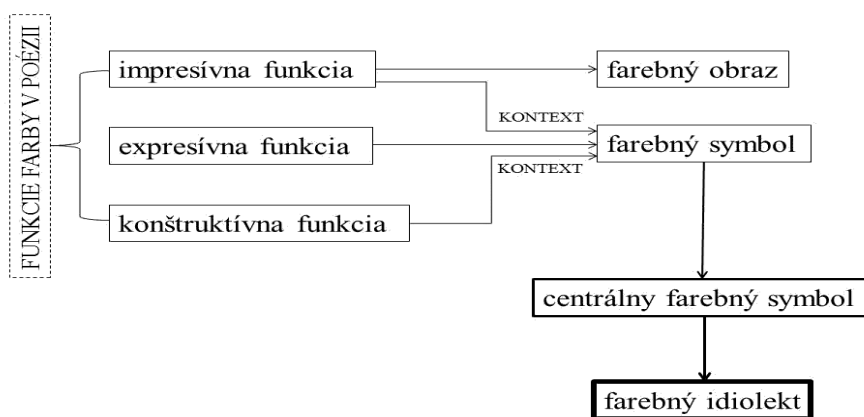 FUNKCIE FARBY V POÉZII
impresívna funkcia
farebný obraz
KONTEXT
expresívna funkcia
farebný symbol
KONTEXT
konštruktívna funkcia
centrálny farebný symbol
farebný idiolekt